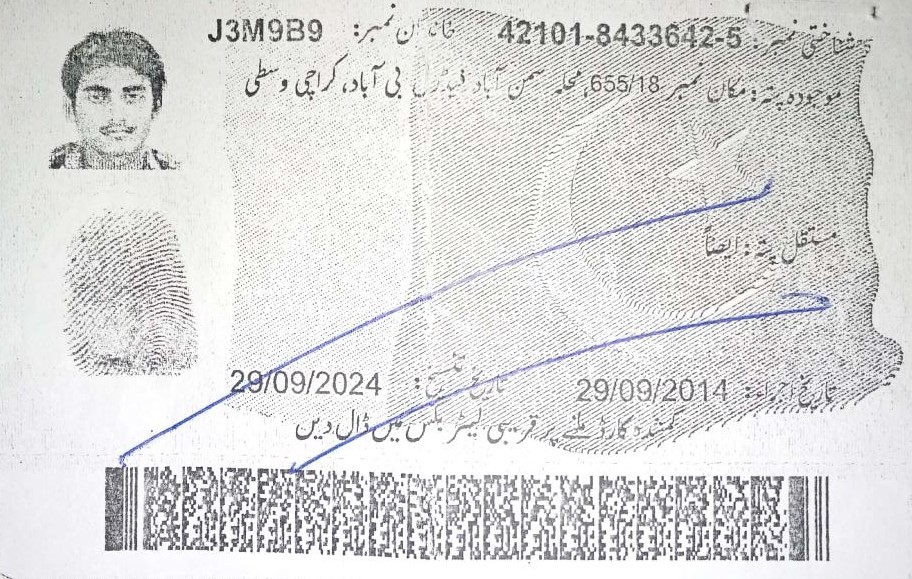 شناختی نمبر: 42101-8433642-5 خاندان نمبر: J3M9B9
موجودہ پتہ: مکان نمبر 655/18، محلہ سمن آباد فیڈرل بی آباد، کراچی وسطی
مستقل پتہ: ایضاً
تاریخ اجراء: 29/09/2014 تاریخ تنسیخ: 29/09/2024
گمشدہ کارڈ ملنے پر قریبی لیٹر بکس میں ڈال دیں